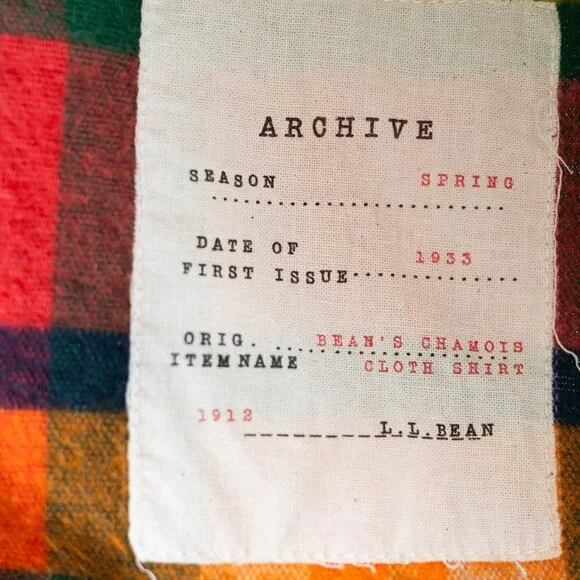 ARCHIVE
SEASON SPRING
DATE OF
FIRST ISSUE 1933
ORIG. BEAN'S CHAMOIS
ITEM NAME CLOTH SHIRT
1912 L.L.BEAN